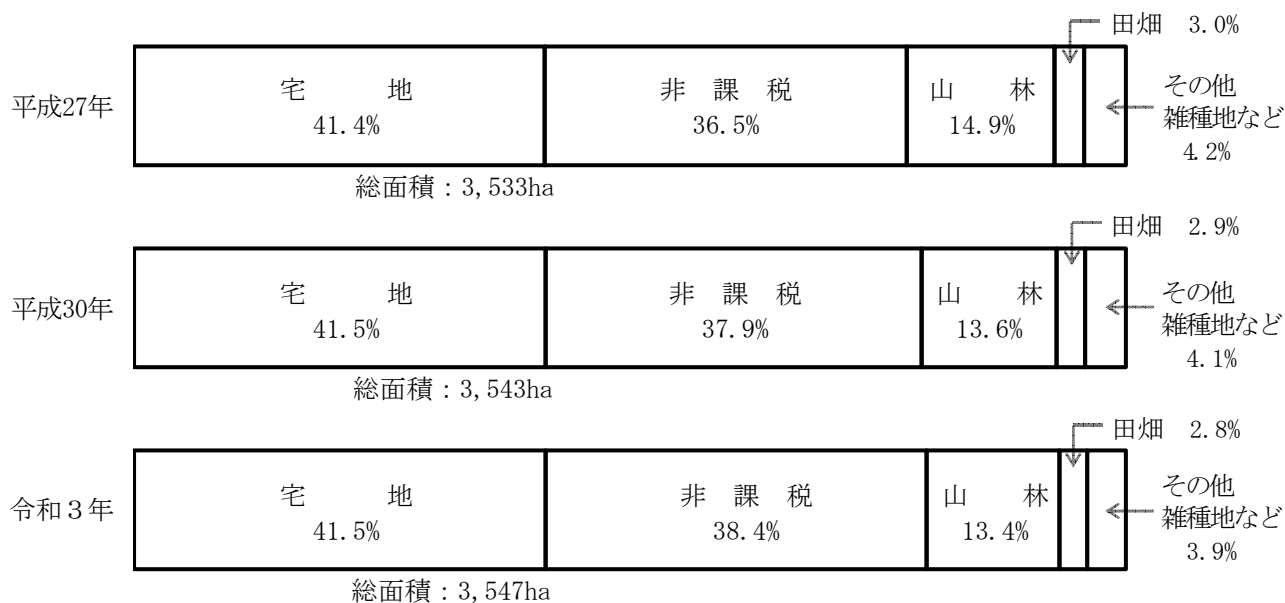 田畑 3.0%
平成27年
宅 地
41.4%
非 課 税
36.5%
山 林
14.9%
その他
雑種地など
4.2%
総面積：3,533ha
田畑 2.9%
平成30年
宅 地
41.5%
非 課 税
37.9%
山 林
13.6%
その他
雑種地など
4.1%
総面積：3,543ha
田畑 2.8%
令和３年
宅 地
41.5%
非 課 税
38.4%
山 林
13.4%
その他
雑種地など
3.9%
総面積：3,547ha